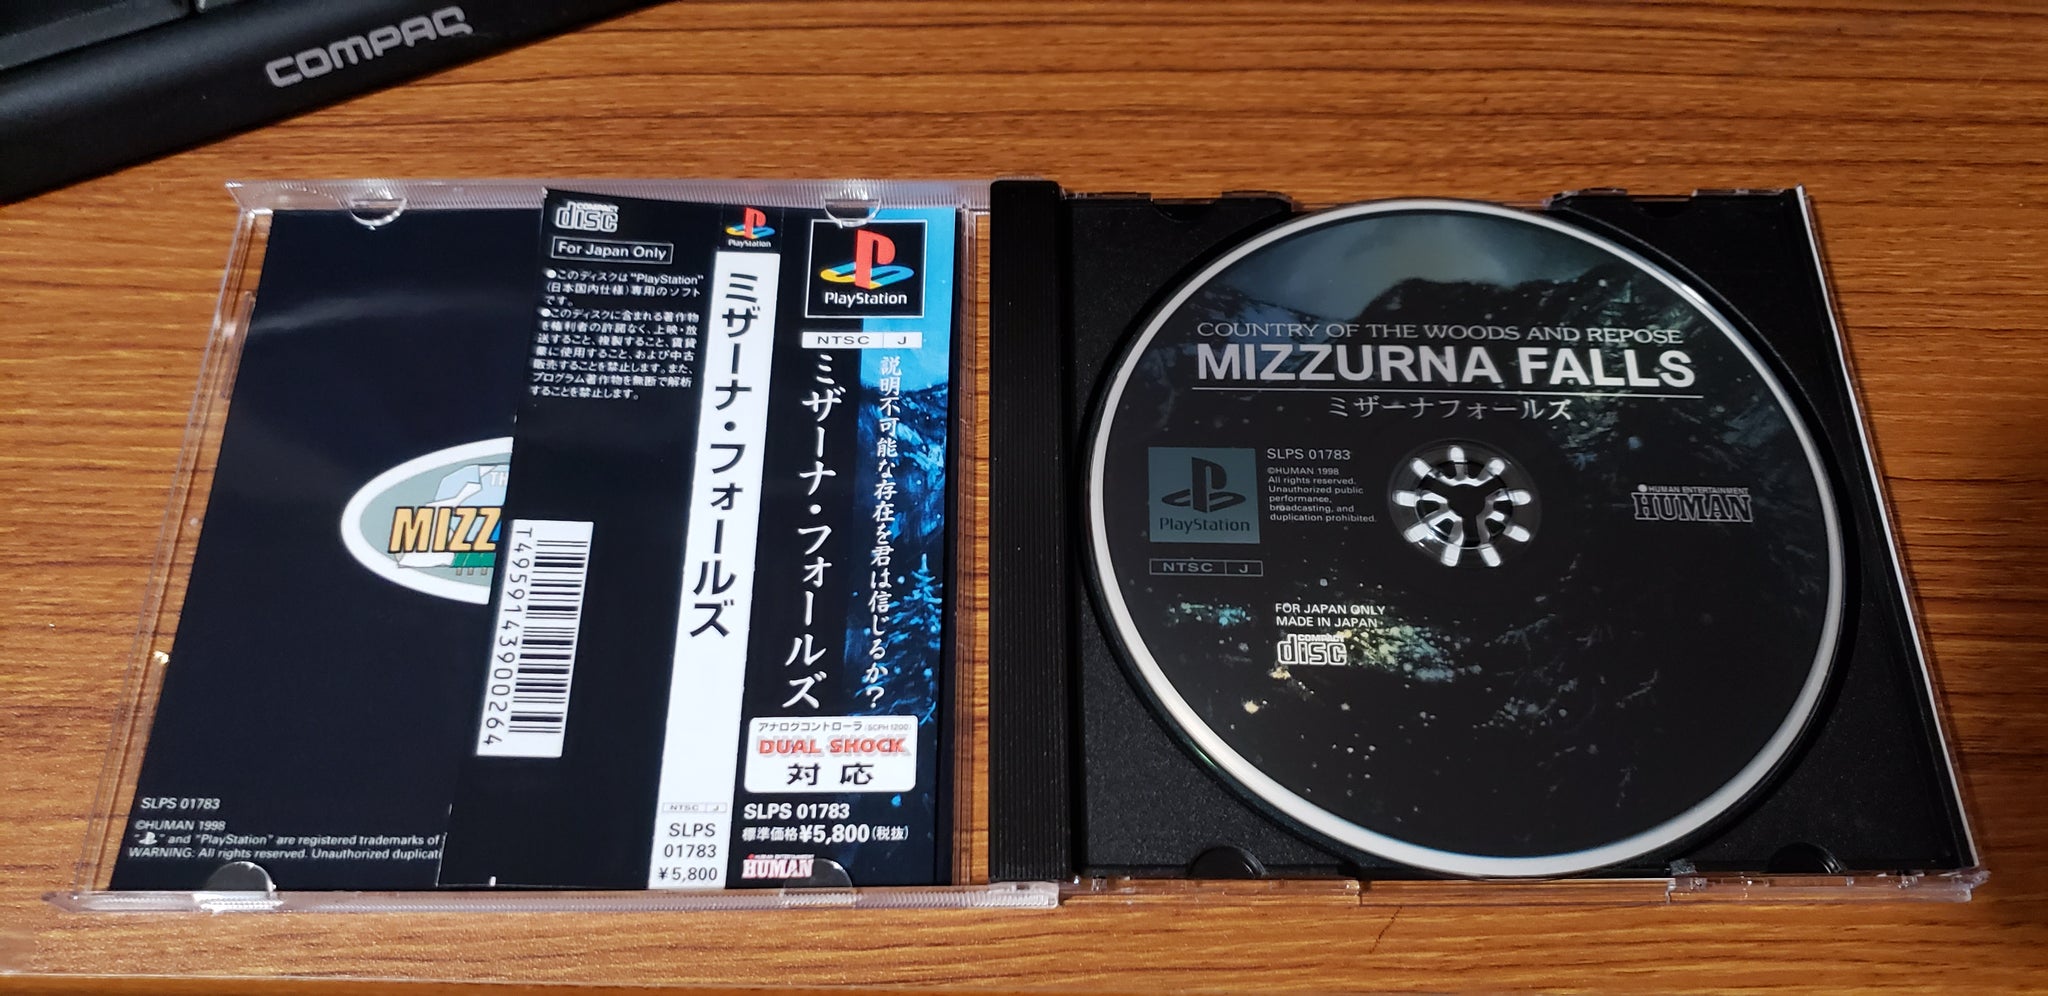 COMPAQ
COMPACT
disc
For Japan Only
●このディスクは"PlayStation"
(日本国内仕様)専用のソフト
です。
●このディスクに含まれる著作物
を権利者の許諾なく、上映・放
送すること、複製すること、賃貸
業に使用すること、および中古
販売することを禁止します。また、
プログラム著作物を無断で解析
することを禁止します。
TH
MIZZ
T4959143900264
SLPS 01783
©HUMAN 1998
" " and "PlayStation" are registered trademarks of
WARNING: All rights reserved. Unauthorized duplicati
PlayStation
ミザーナ・フォールズ
NTSC J
SLPS
01783
¥5,800
PlayStation
NTSC J
ミザーナ・フォールズ
説明不可能な存在を君は信じるか?
アナログコントローラ(SCPH 1200)
DUAL SHOCK
対応
SLPS 01783
標準価格¥5,800(税抜)
HUMAN ENTERTAINMENT
HUMAN
COUNTRY OF THE WOODS AND REPOSE
MIZZURNA FALLS
ミザーナフォールズ
PlayStation
NTSC J
SLPS 01783
©HUMAN 1998
All rights reserved.
Unauthorized public
performance,
broadcasting, and
duplication prohibited.
HUMAN ENTERTAINMENT
HUMAN
FOR JAPAN ONLY
MADE IN JAPAN
COMPACT
disc